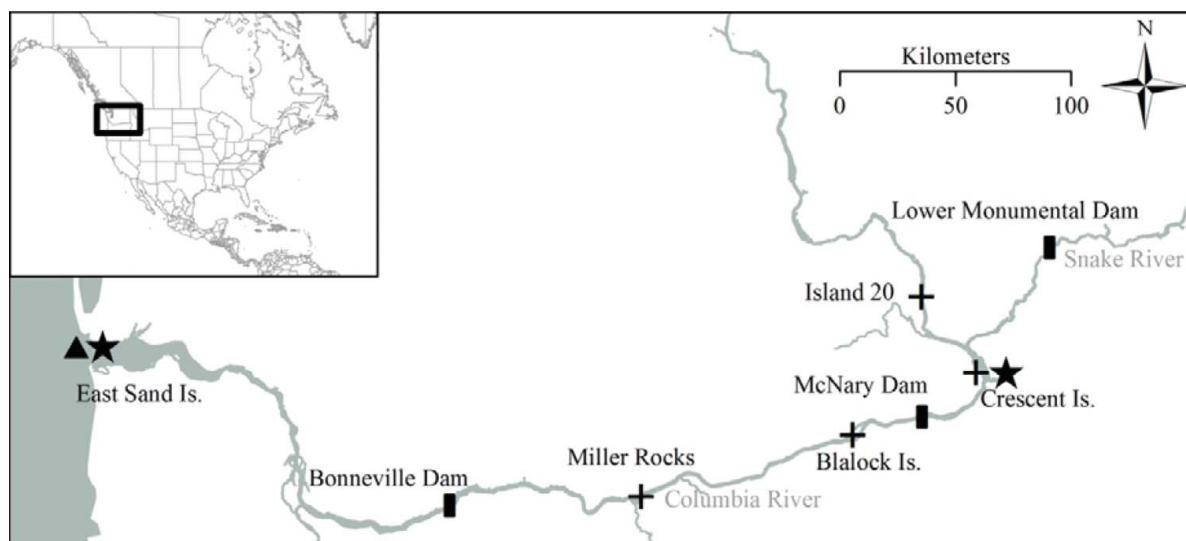 N
Kilometers
0 50 100
Lower Monumental Dam
Snake River
Island 20
East Sand Is.
McNary Dam
Crescent Is.
Blalock Is.
Miller Rocks
Bonneville Dam
Columbia River